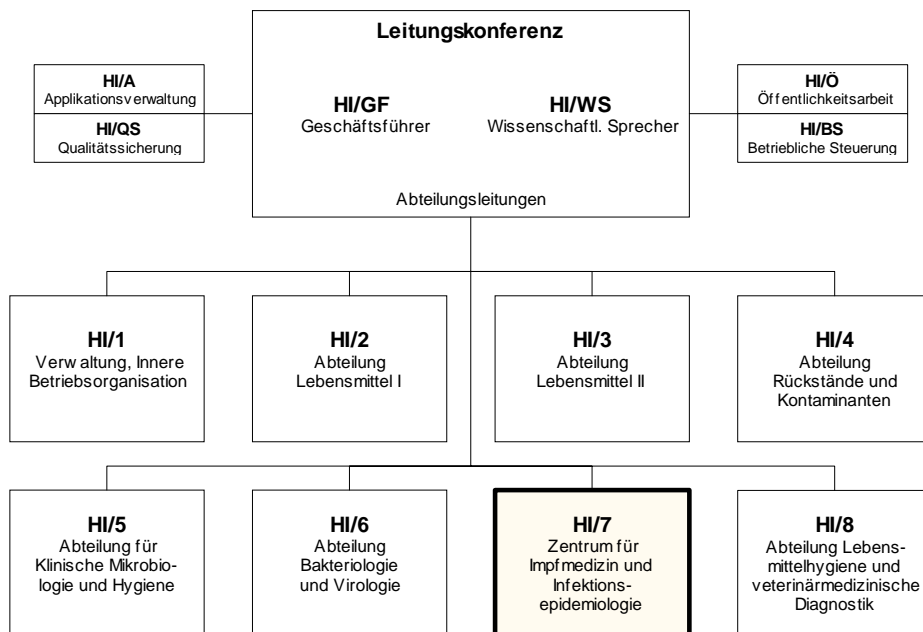 Leitungskonferenz
HI/A
Applikationsverwaltung
HI/QS
Qualitätssicherung
HI/GF
Geschäftsführer
HI/WS
Wissenschaftl. Sprecher
HI/Ö
Öffentlichkeitsarbeit
HI/BS
Betriebliche Steuerung
Abteilungsleitungen
HI/1
Verwaltung, Innere
Betriebsorganisation
HI/2
Abteilung
Lebensmittel I
HI/3
Abteilung
Lebensmittel II
HI/4
Abteilung
Rückstände und
Kontaminanten
HI/5
Abteilung für
Klinische Mikrobio-
logie und Hygiene
HI/6
Abteilung
Bakteriologie
und Virologie
HI/7
Zentrum für
Impfmedizin und
Infektions-
epidemiologie
HI/8
Abteilung Lebens-
mittelhygiene und
veterinärmedizinische
Diagnostik